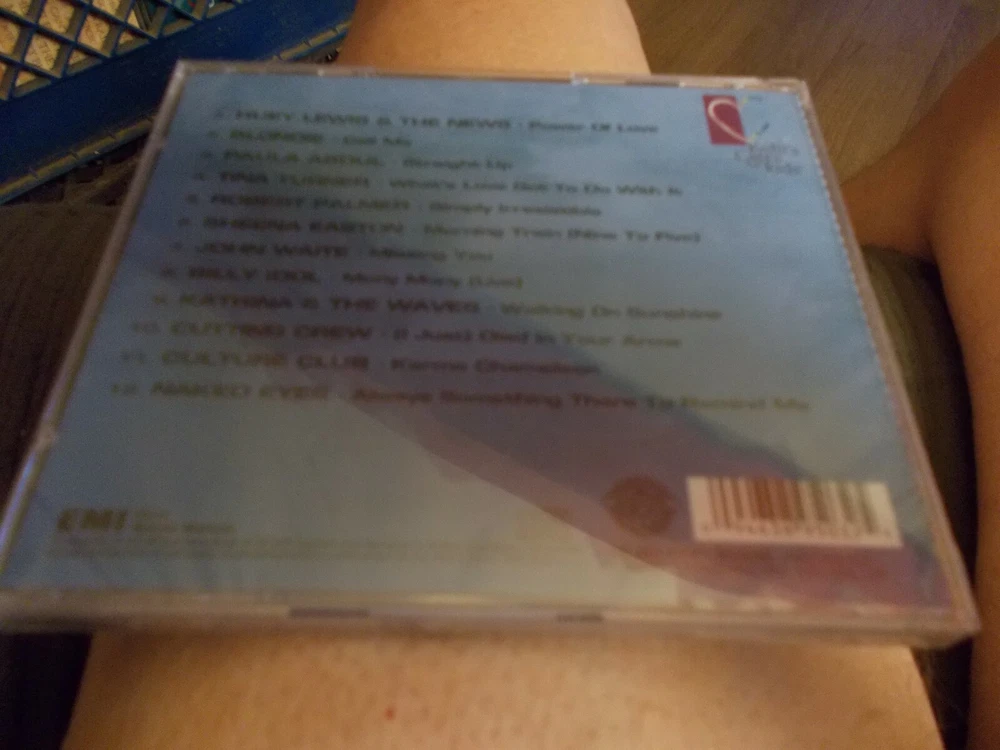 1. HUEY LEWIS & THE NEWS - Power Of Love
2. BLONDIE - Call Me
3. PAULA ABDUL - Straight Up
4. TINA TURNER - What's Love Got To Do With It
5. ROBERT PALMER - Simply Irresistible
6. SHEENA EASTON - Morning Train (Nine To Five)
7. JOHN WAITE - Missing You
8. BILLY IDOL - Mony Mony (Live)
9. KATRINA & THE WAVES - Walking On Sunshine
10. CUTTING CREW - (I Just) Died In Your Arms
11. CULTURE CLUB - Karma Chameleon
12. NAKED EYES - Always Something There To Remind Me
EMI